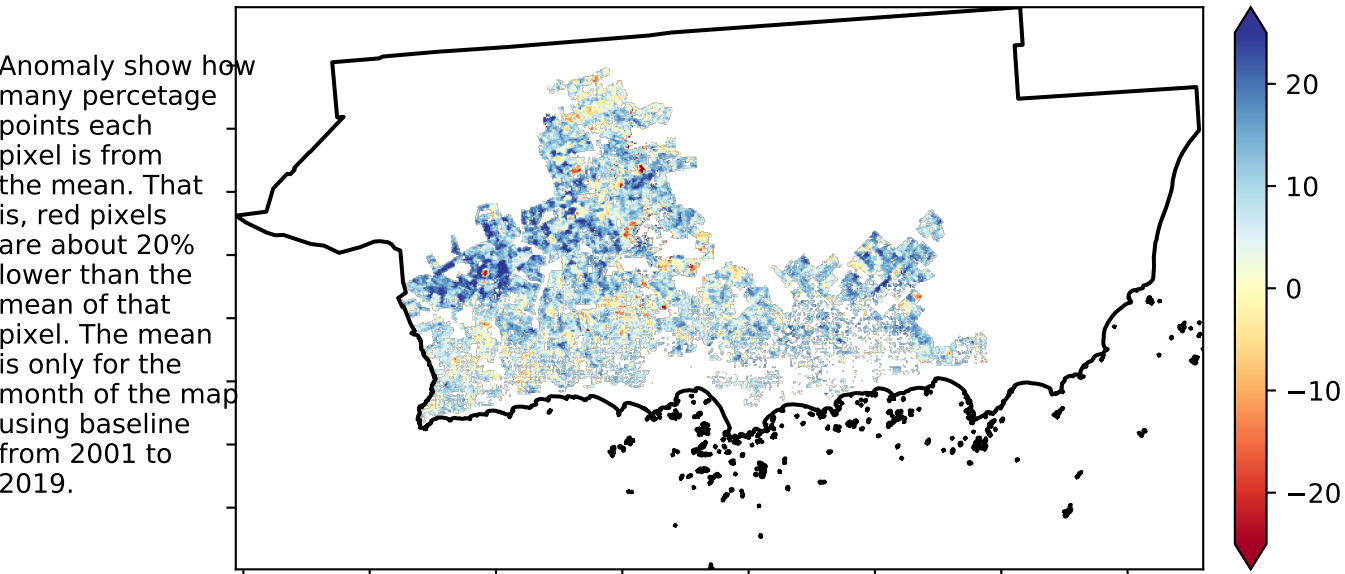 Anomaly show how
many percetage
points each
pixel is from
the mean. That
is, red pixels
are about 20%
lower than the
mean of that
pixel. The mean
is only for the
month of the map
using baseline
from 2001 to
2019.
20
10
0
−10
−20